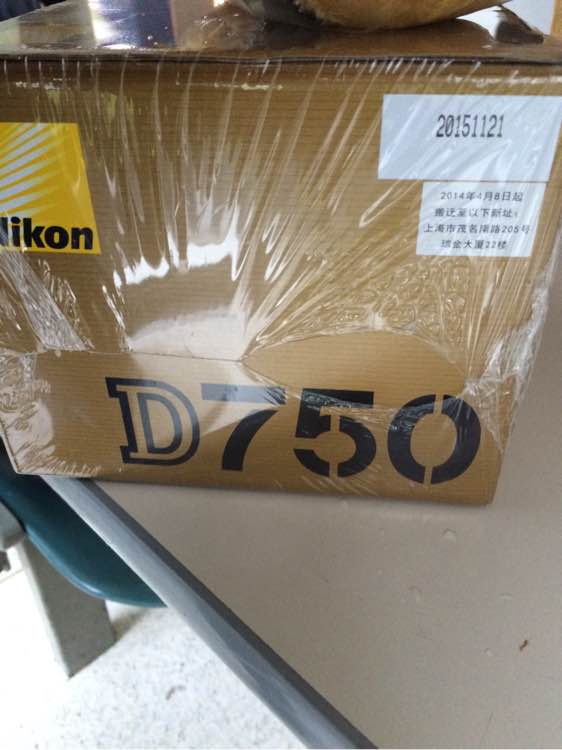 20151121
2014年4月8日起
搬迁至以下新址:
上海市茂名南路205号
瑞金大厦22楼
Nikon
D750